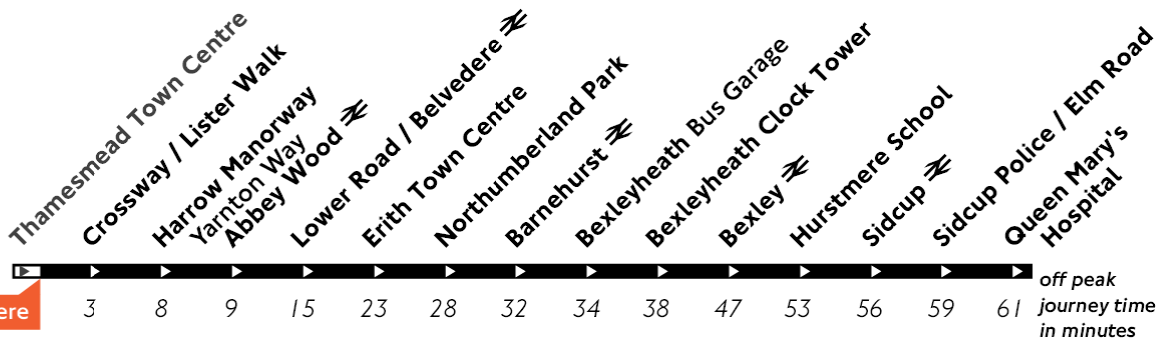 Thamesmead Town Centre
Crossway / Lister Walk
Harrow Manorway
Yarnton Way
Abbey Wood
Lower Road / Belvedere
Erith Town Centre
Northumberland Park
Barnehurst
Bexleyheath Bus Garage
Bexleyheath Clock Tower
Bexley
Hurstmere School
Sidcup
Sidcup Police / Elm Road
Queen Mary's
Hospital
ere 3 8 9 15 23 28 32 34 38 47 53 56 59 61
off peak
journey time
in minutes